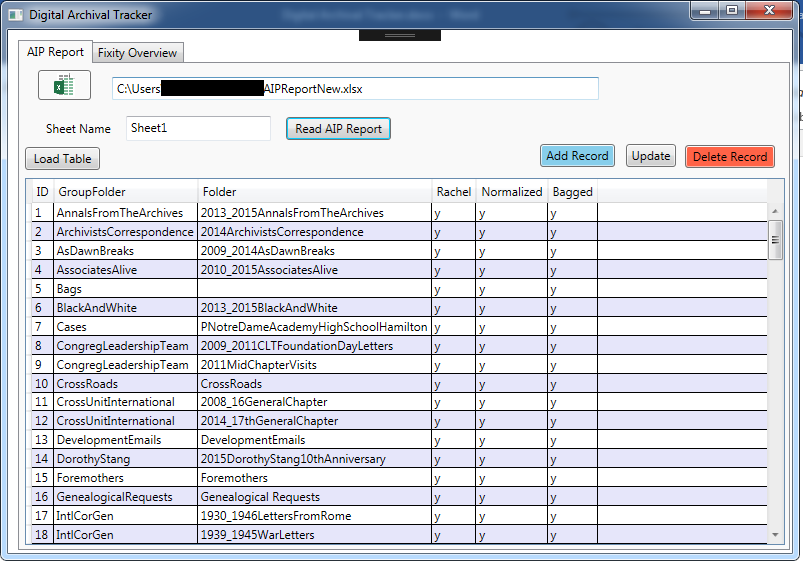 Digital Archival Tracker
AIP Report Fixity Overview
C:\Users AIPReportNew.xlsx
Sheet Name Sheet1 Read AIP Report
Load Table Add Record Update Delete Record
ID GroupFolder Folder Rachel Normalized Bagged
1 AnnalsFromTheArchives 2013_2015AnnalsFromTheArchives y y y
2 ArchivistsCorrespondence 2014ArchivistsCorrespondence y y y
3 AsDawnBreaks 2009_2014AsDawnBreaks y y y
4 AssociatesAlive 2010_2015AssociatesAlive y y y
5 Bags y y y
6 BlackAndWhite 2013_2015BlackAndWhite y y y
7 Cases PNotreDameAcademyHighSchoolHamilton y y y
8 CongregLeadershipTeam 2009_2011CLTFoundationDayLetters y y y
9 CongregLeadershipTeam 2011MidChapterVisits y y y
10 CrossRoads CrossRoads y y y
11 CrossUnitInternational 2008_16GeneralChapter y y y
12 CrossUnitInternational 2014_17thGeneralChapter y y y
13 DevelopmentEmails DevelopmentEmails y y y
14 DorothyStang 2015DorothyStang10thAnniversary y y y
15 Foremothers Foremothers y y y
16 GenealogicalRequests Genealogical Requests y y y
17 IntlCorGen 1930_1946LettersFromRome y y y
18 IntlCorGen 1939_1945WarLetters y y y